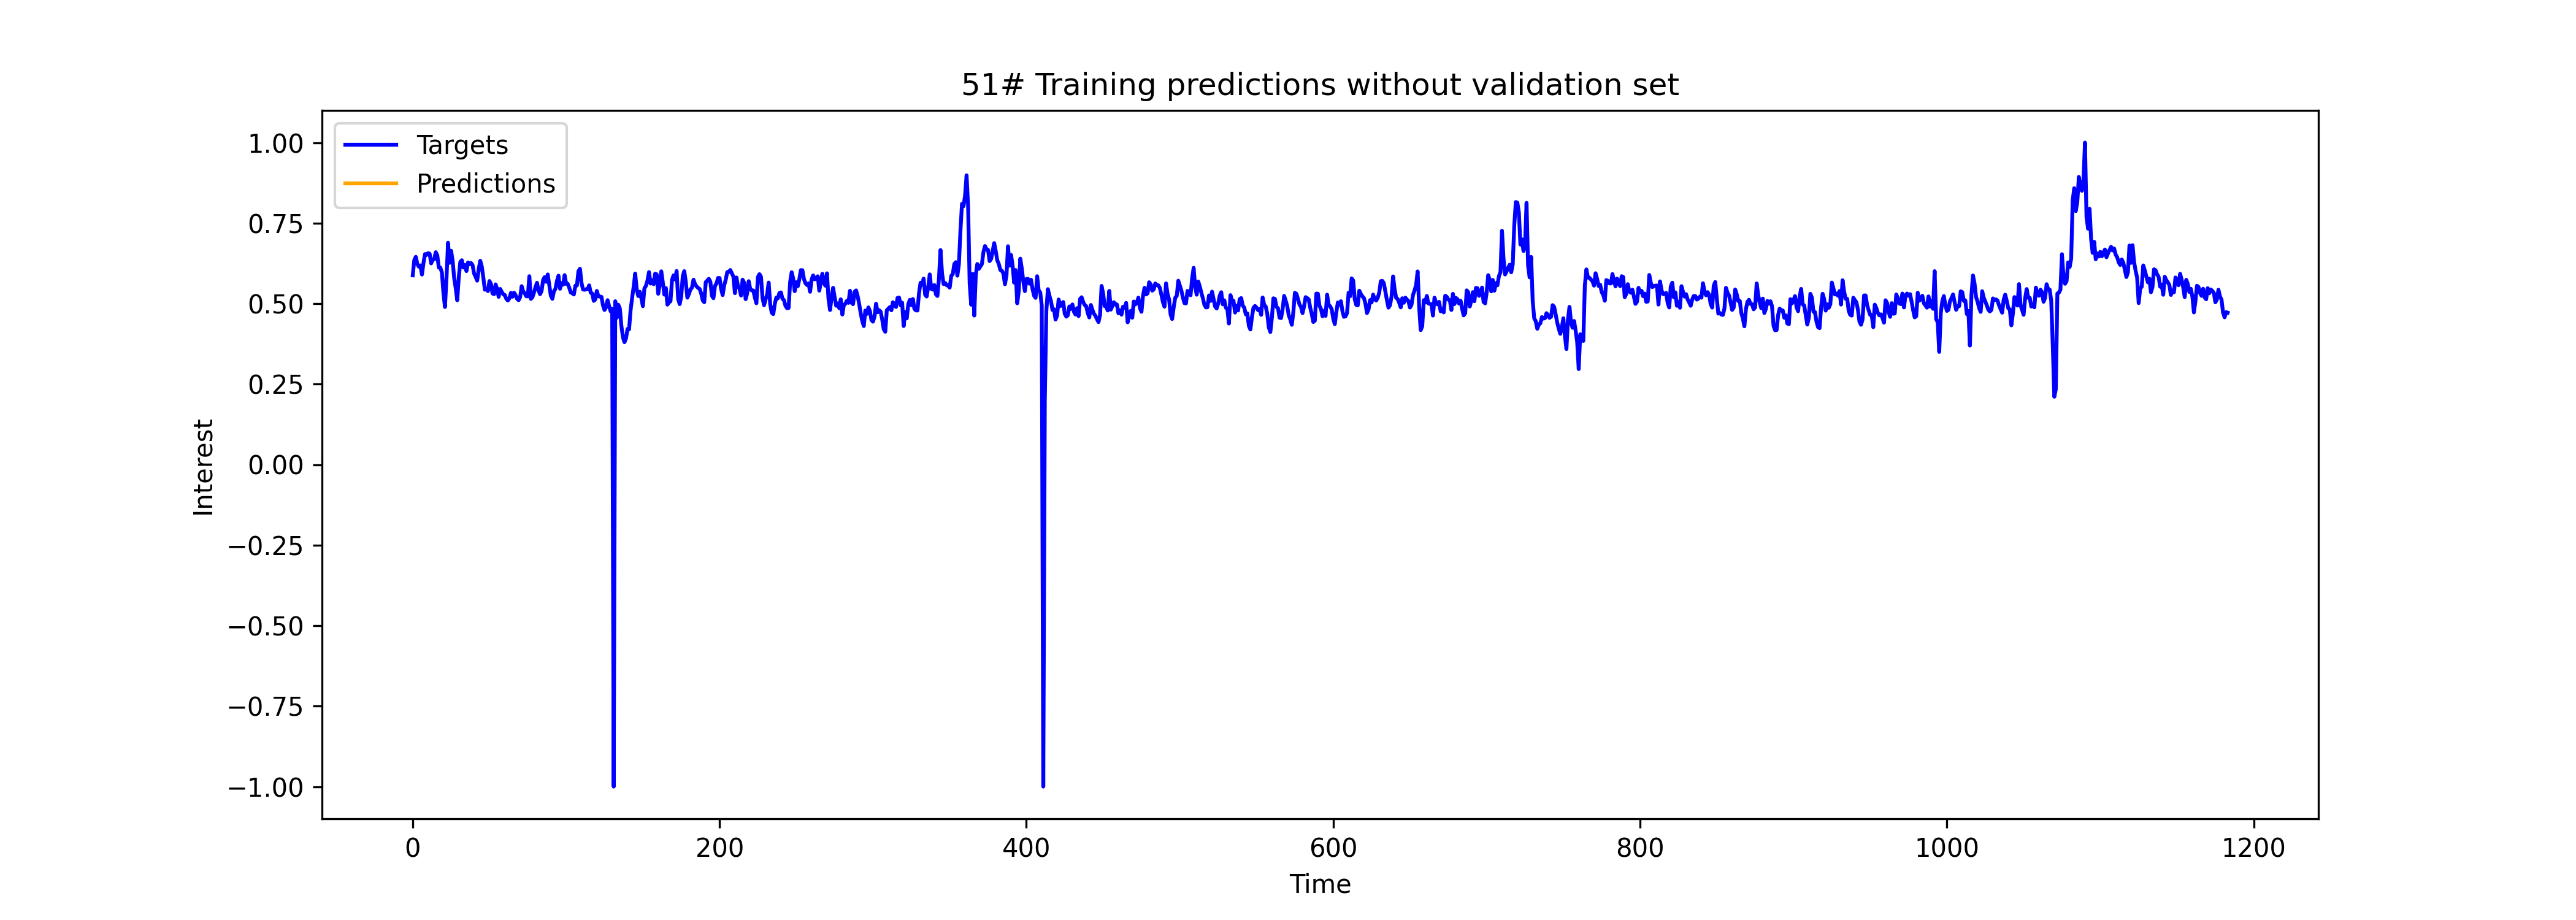 51# Training predictions without validation set
Targets
Predictions
1.00
0.75
0.50
0.25
0.00
−0.25
−0.50
−0.75
−1.00
Interest
0 200 400 600 800 1000 1200
Time